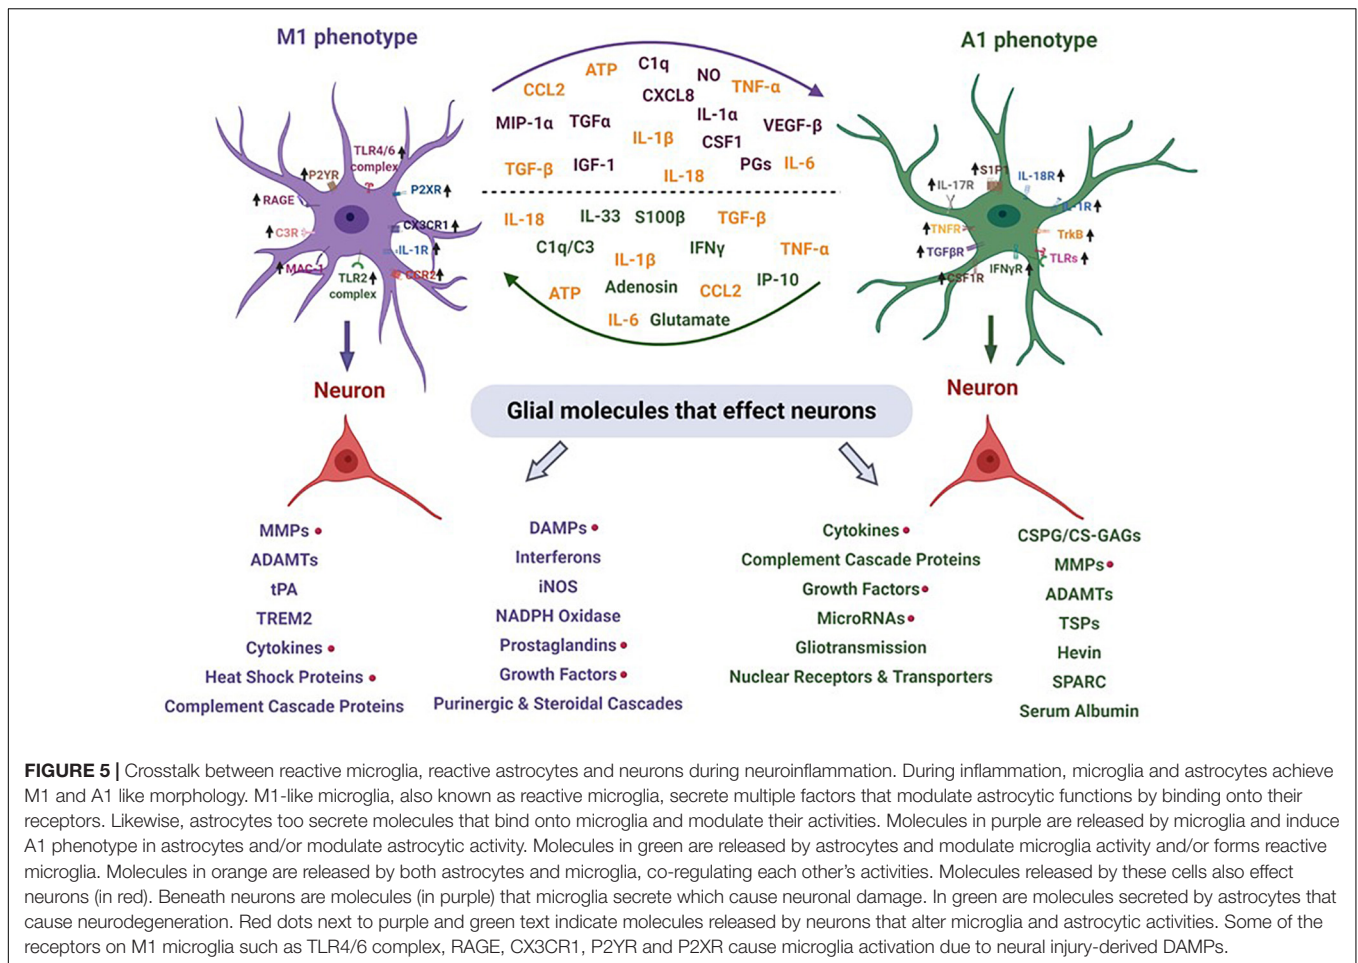 M1 phenotype
A1 phenotype
ATP
C1q
NO
CCL2
CXCL8
TNF-α
MIP-1α
TGFα
IL-1α
VEGF-β
IL-1β
CSF1
TGF-β
IGF-1
IL-18
PGs
IL-6
IL-18
IL-33
S100β
TGF-β
C1q/C3
IL-1β
IFNγ
TNF-α
ATP
Adenosin
CCL2
IP-10
IL-6
Glutamate
TLR4/6
complex
P2YR
P2XR
RAGE
CX3CR1
C3R
IL-1R
MAC-1
TLR2
complex
CCR2
S1P1
IL-18R
IL-17R
IL-1R
TNFR
TrkB
TGFβR
TLRs
CSF1R
IFNγR
Neuron
Neuron
Glial molecules that effect neurons
MMPs
ADAMTs
tPA
TREM2
Cytokines
Heat Shock Proteins
Complement Cascade Proteins
DAMPs
Interferons
iNOS
NADPH Oxidase
Prostaglandins
Growth Factors
Purinergic & Steroidal Cascades
Cytokines
Complement Cascade Proteins
Growth Factors
MicroRNAs
Gliotransmission
Nuclear Receptors & Transporters
CSPG/CS-GAGs
MMPs
ADAMTs
TSPs
Hevin
SPARC
Serum Albumin
FIGURE 5 | Crosstalk between reactive microglia, reactive astrocytes and neurons during neuroinflammation. During inflammation, microglia and astrocytes achieve
M1 and A1 like morphology. M1-like microglia, also known as reactive microglia, secrete multiple factors that modulate astrocytic functions by binding onto their
receptors. Likewise, astrocytes too secrete molecules that bind onto microglia and modulate their activities. Molecules in purple are released by microglia and induce
A1 phenotype in astrocytes and/or modulate astrocytic activity. Molecules in green are released by astrocytes and modulate microglia activity and/or forms reactive
microglia. Molecules in orange are released by both astrocytes and microglia, co-regulating each other's activities. Molecules released by these cells also effect
neurons (in red). Beneath neurons are molecules (in purple) that microglia secrete which cause neuronal damage. In green are molecules secreted by astrocytes that
cause neurodegeneration. Red dots next to purple and green text indicate molecules released by neurons that alter microglia and astrocytic activities. Some of the
receptors on M1 microglia such as TLR4/6 complex, RAGE, CX3CR1, P2YR and P2XR cause microglia activation due to neural injury-derived DAMPs.